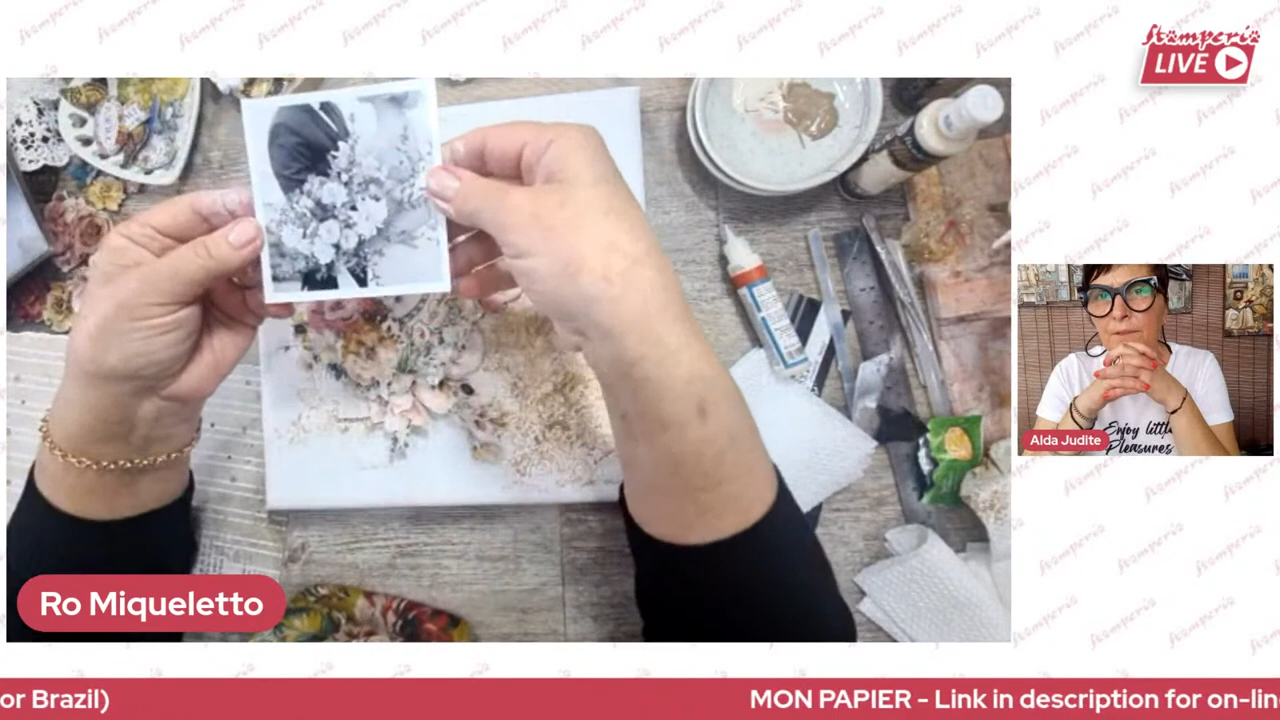 Stamperia
LIVE
Enjoy little
Pleasures
Alda Judite
Ro Miqueletto
or Brazil)
MON PAPIER - Link in description for on-lin